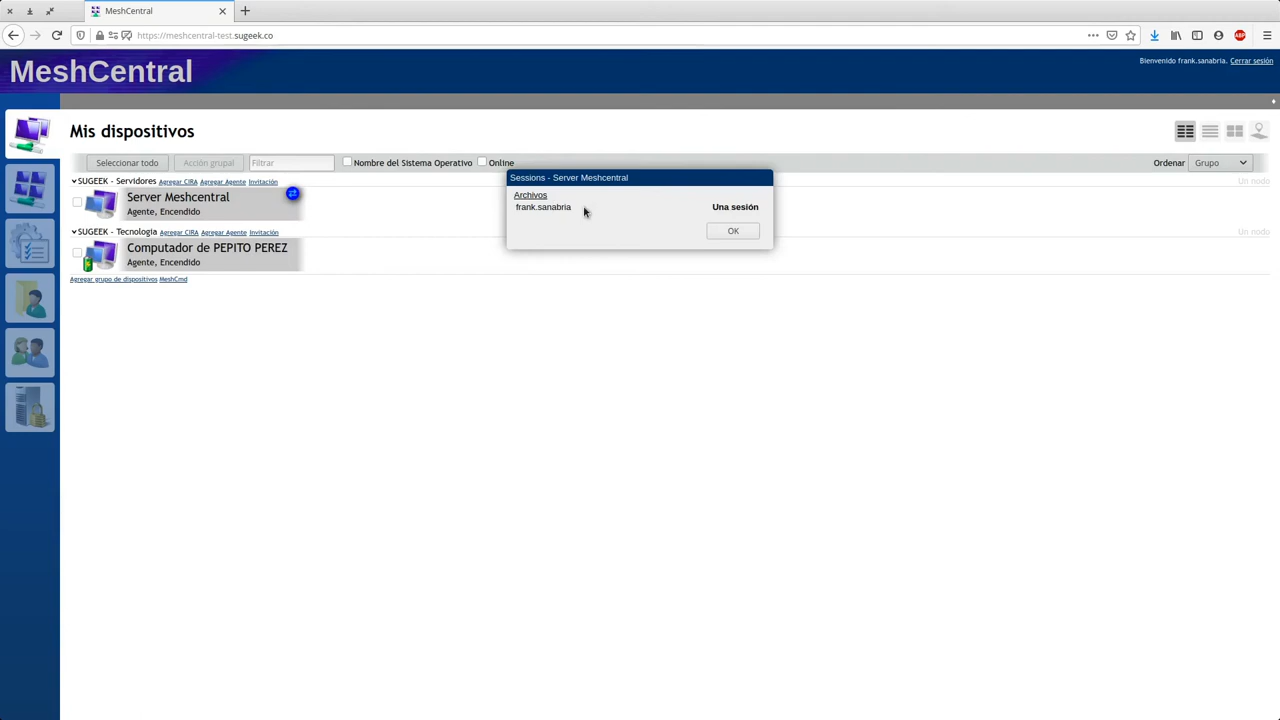 MeshCentral
https://meshcentral-test.sugeek.co
ABP
MeshCentral
Bienvenido frank.sanabria. Cerrar sesión
Mis dispositivos
Seleccionar todo Acción grupal Filtrar Nombre del Sistema Operativo Online Ordenar Grupo
SUGEEK - Servidores Agregar CIRA Agregar Agente Invitación Un nodo
Server Meshcentral
Agente, Encendido
SUGEEK - Tecnologia Agregar CIRA Agregar Agente Invitación Un nodo
Computador de PEPITO PEREZ
Agente, Encendido
Agregar grupo de dispositivos MeshCmd
Sessions - Server Meshcentral
Archivos
frank.sanabria Una sesión
OK